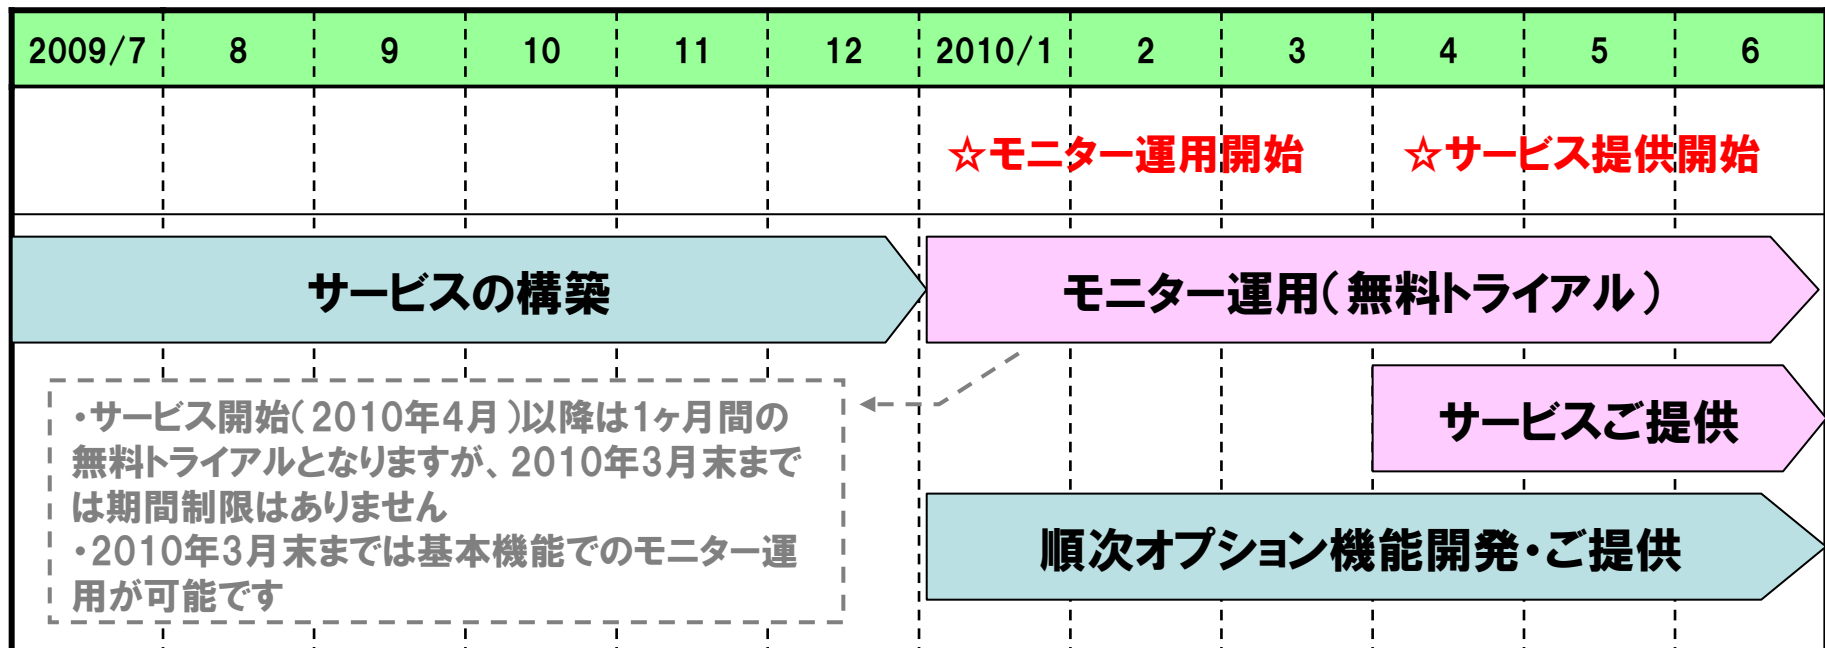 2009/7 8 9 10 11 12 2010/1 2 3 4 5 6
☆モニター運用開始 ☆サービス提供開始
サービスの構築 モニター運用(無料トライアル)
サービスご提供
・サービス開始(2010年4月)以降は1ヶ月間の
無料トライアルとなりますが、2010年3月末まで
は期間制限はありません
・2010年3月末までは基本機能でのモニター運
用が可能です
順次オプション機能開発・ご提供